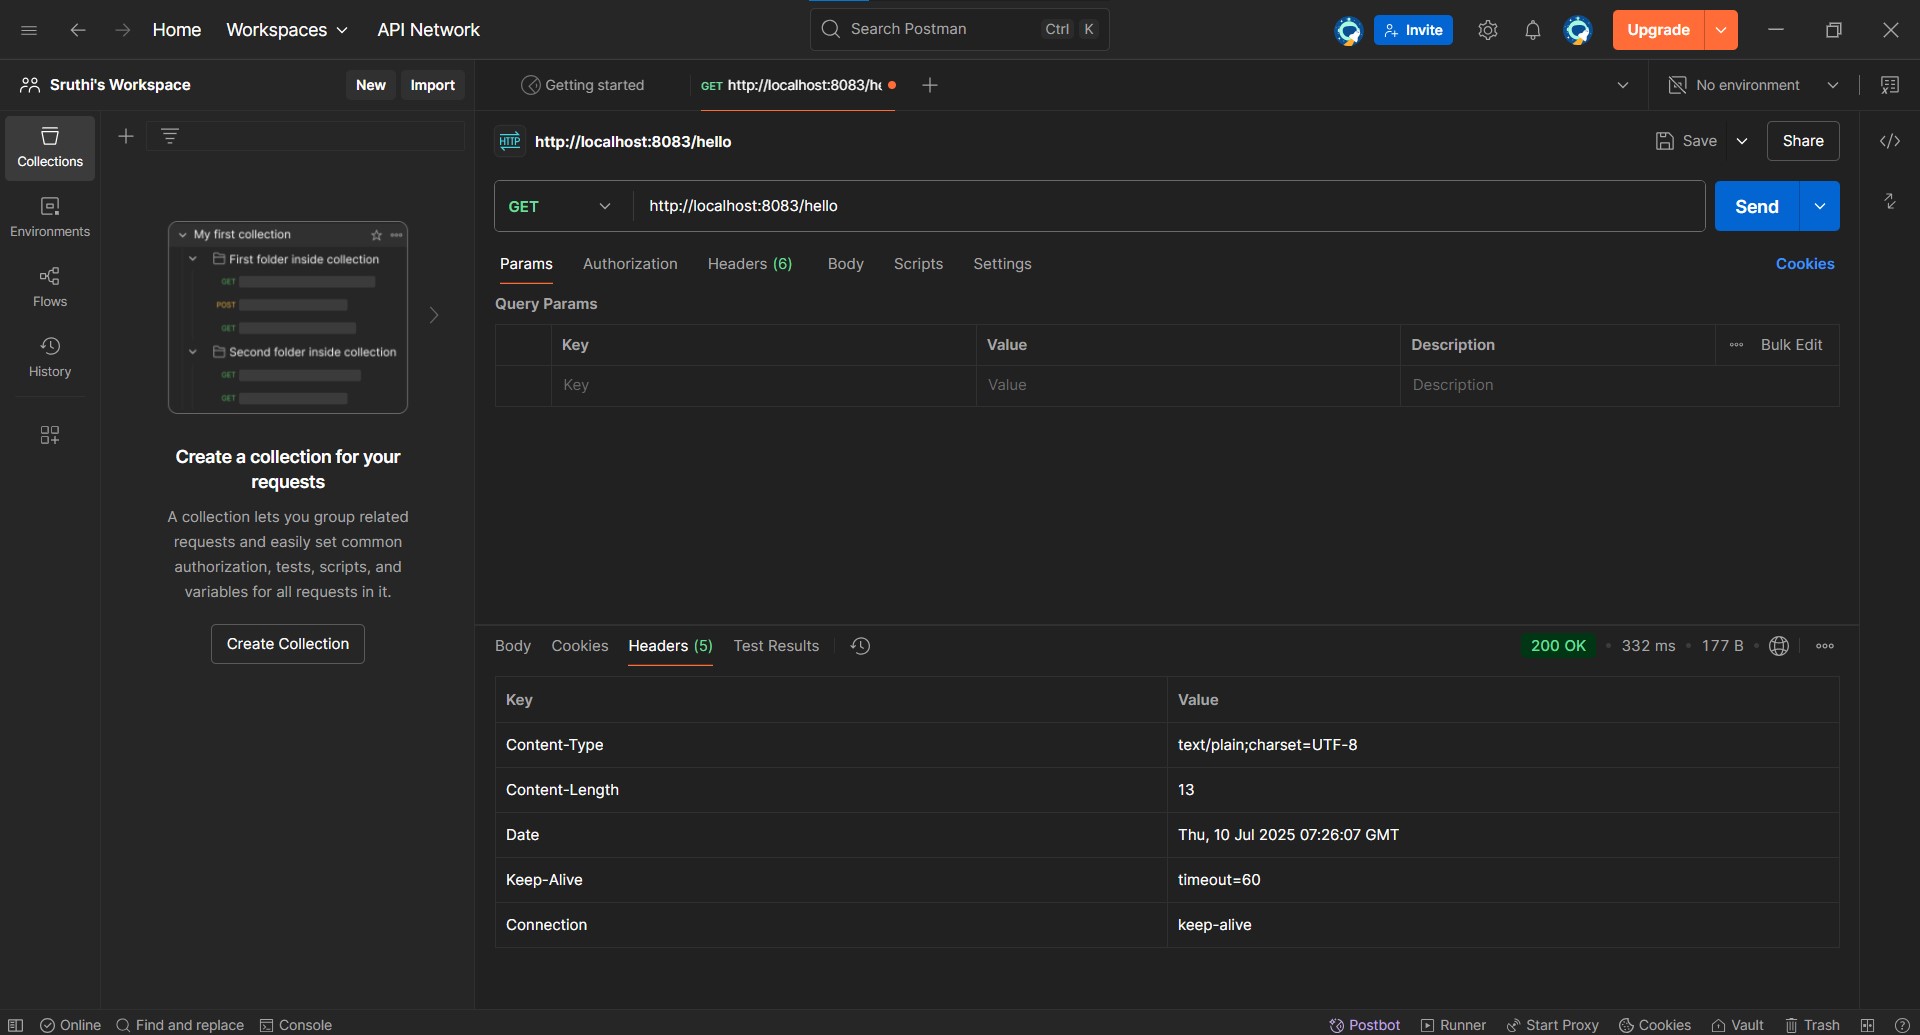 Home Workspaces API Network Search Postman Ctrl K Invite Upgrade
Sruthi's Workspace New Import Getting started GET http://localhost:8083/he No environment
Collections
Environments
Flows
History
My first collection
First folder inside collection
GET
POST
GET
Second folder inside collection
GET
GET
Create a collection for your
requests
A collection lets you group related
requests and easily set common
authorization, tests, scripts, and
variables for all requests in it.
Create Collection
HTTP http://localhost:8083/hello Save Share
GET http://localhost:8083/hello Send
Params Authorization Headers (6) Body Scripts Settings Cookies
Query Params
Key Value Description Bulk Edit
Key Value Description
Body Cookies Headers (5) Test Results 200 OK 332 ms 177 B
Key Value
Content-Type text/plain;charset=UTF-8
Content-Length 13
Date Thu, 10 Jul 2025 07:26:07 GMT
Keep-Alive timeout=60
Connection keep-alive
Online Find and replace Console Postbot Runner Start Proxy Cookies Vault Trash